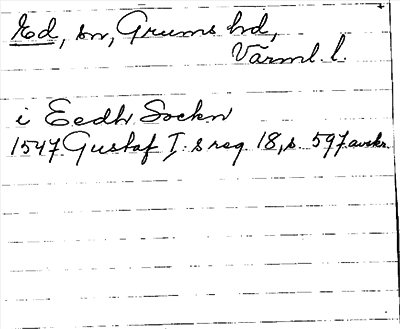 Ed, sn, Grums hd,
Värml. l.
i Eedh Sockn
1547 Gustaf I:s reg. 18, s. 597 avskr.